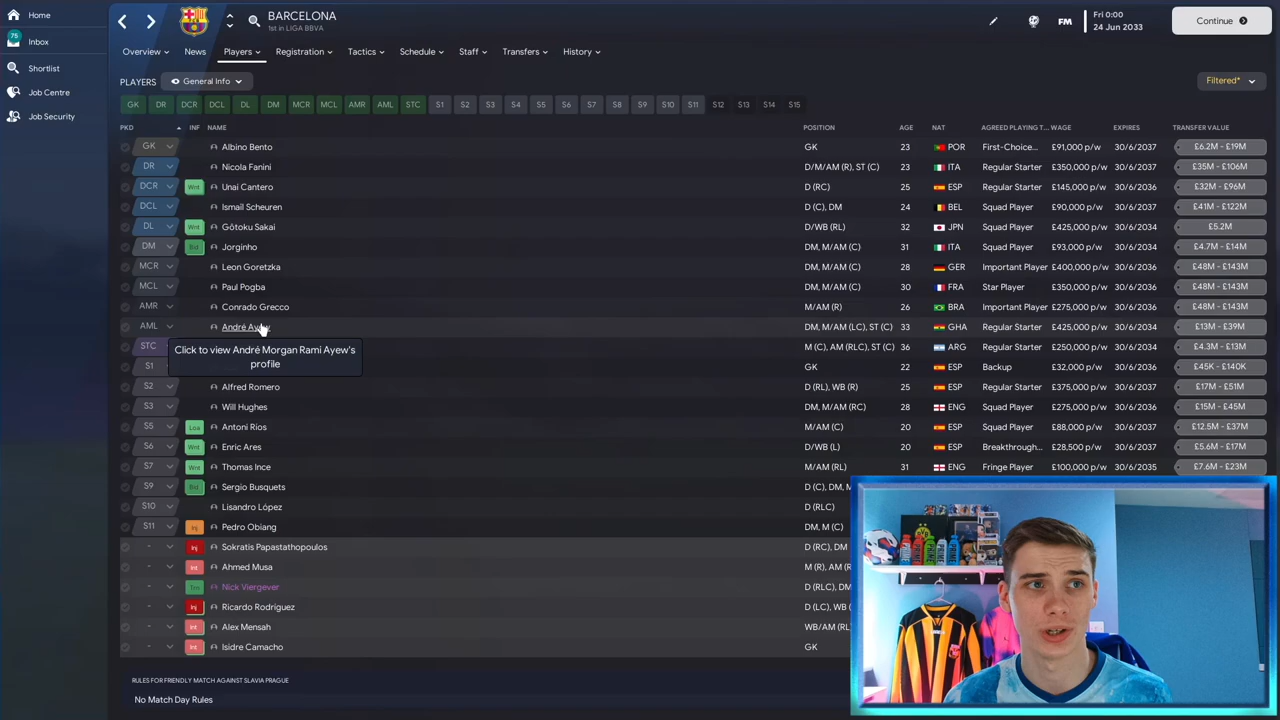 Home
BARCELONA
1st in LIGA BBVA
FM
Fri 0:00
24 Jun 2033
Continue
75
Inbox
Shortlist
Job Centre
Job Security
Overview
News
Players
Registration
Tactics
Schedule
Staff
Transfers
History
PLAYERS
General Info
Filtered*
GK DR DCR DCL DL DM MCR MCL AMR AML STC S1 S2 S3 S4 S5 S6 S7 S8 S9 S10 S11 S12 S13 S14 S15
PKD INF NAME POSITION AGE NAT AGREED PLAYING T... WAGE EXPIRES TRANSFER VALUE
GK Albino Bento GK 23 POR First-Choice... £91,000 p/w 30/6/2037 £6.2M - £19M
DR Nicola Fanini D/M/AM (R), ST (C) 23 ITA Regular Starter £350,000 p/w 30/6/2037 £35M - £106M
DCR Wnt Unai Cantero D (RC) 25 ESP Regular Starter £145,000 p/w 30/6/2036 £32M - £96M
DCL Ismaïl Scheuren D (C), DM 24 BEL Squad Player £90,000 p/w 30/6/2037 £41M - £122M
DL Wnt Gōtoku Sakai D/WB (RL) 32 JPN Squad Player £425,000 p/w 30/6/2034 £5.2M
DM Bid Jorginho DM, M/AM (C) 31 ITA Regular Starter £93,000 p/w 30/6/2034 £4.7M - £14M
MCR Leon Goretzka DM, M/AM (C) 28 GER Important Player £400,000 p/w 30/6/2036 £48M - £143M
MCL Paul Pogba DM, M/AM (C) 30 FRA Star Player £350,000 p/w 30/6/2036 £48M - £143M
AMR Conrado Grecco M/AM (R) 26 BRA Important Player £275,000 p/w 30/6/2036 £48M - £143M
AML André Ayew DM, M/AM (LC), ST (C) 33 GHA Regular Starter £425,000 p/w 30/6/2034 £13M - £39M
STC M (C), AM (RLC), ST (C) 36 ARG Regular Starter £250,000 p/w 30/6/2034 £4.3M - £13M
Click to view André Morgan Rami Ayew's
profile
S1 GK 22 ESP Backup £32,000 p/w 30/6/2036 £45K - £140K
S2 Alfred Romero D (RL), WB (R) 25 ESP Regular Starter £375,000 p/w 30/6/2034 £17M - £51M
S3 Will Hughes DM, M/AM (RC) 28 ENG Squad Player £275,000 p/w 30/6/2036 £15M - £45M
S5 Loa Antoni Ríos M/AM (C) 20 ESP Squad Player £88,000 p/w 30/6/2036 £12.5M - £37M
S6 Wnt Enric Ares D/WB (L) 20 ESP Breakthrough... £28,500 p/w 30/6/2036 £5.6M - £17M
S7 Wnt Thomas Ince M/AM (RL) 31 ENG Fringe Player £100,000 p/w 30/6/2035 £7.6M - £23M
S9 Bid Sergio Busquets D (C), DM, M
S10 Lisandro López D (RLC)
S11 Inj Pedro Obiang DM, M (C)
- Inj Sokratis Papastathopoulos D (RC), DM
- Int Ahmed Musa M (R), AM (R
- Trn Nick Viergever D (RLC), DM
- Inj Ricardo Rodríguez D (LC), WB
- Int Alex Mensah WB/AM (RL
- Int Isidre Camacho GK
RULES FOR FRIENDLY MATCH AGAINST SLAVIA PRAGUE
No Match Day Rules